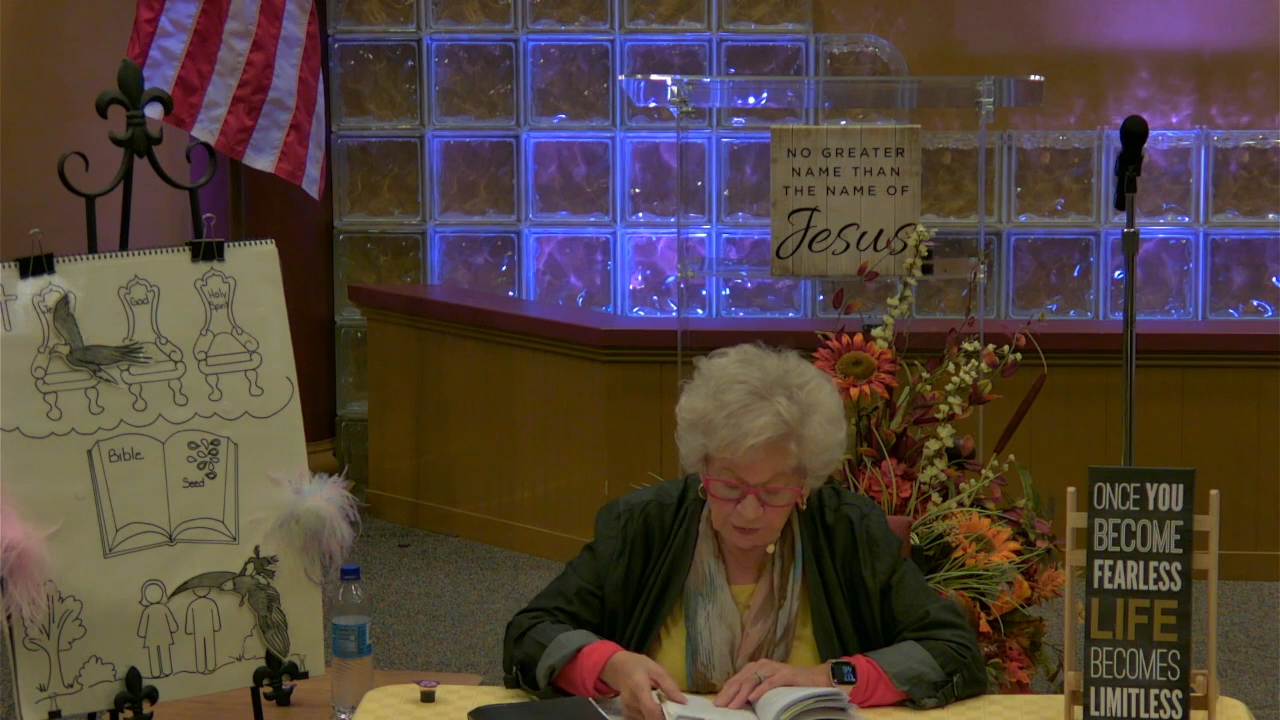 NO GREATER
NAME THAN
THE NAME OF
Jesus
God
Holy
Spirit
Bible
Seed
ONCE YOU
BECOME
FEARLESS
LIFE
BECOMES
LIMITLESS